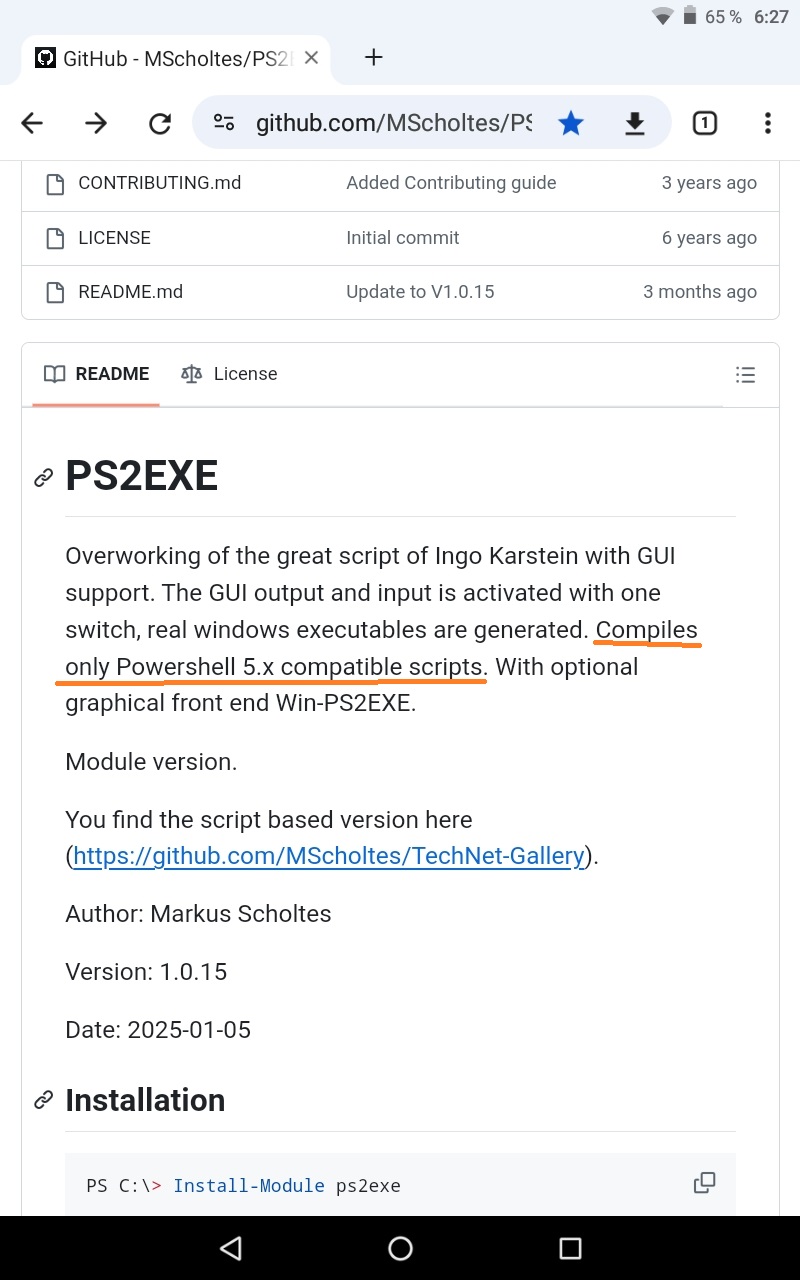 65 % 6:27
GitHub - MScholtes/PS2
github.com/MScholtes/PS
1
CONTRIBUTING.md Added Contributing guide 3 years ago
LICENSE Initial commit 6 years ago
README.md Update to V1.0.15 3 months ago
README License
PS2EXE
Overworking of the great script of Ingo Karstein with GUI
support. The GUI output and input is activated with one
switch, real windows executables are generated. Compiles
only Powershell 5.x compatible scripts. With optional
graphical front end Win-PS2EXE.
Module version.
You find the script based version here
(https://github.com/MScholtes/TechNet-Gallery).
Author: Markus Scholtes
Version: 1.0.15
Date: 2025-01-05
Installation
PS C:\> Install-Module ps2exe